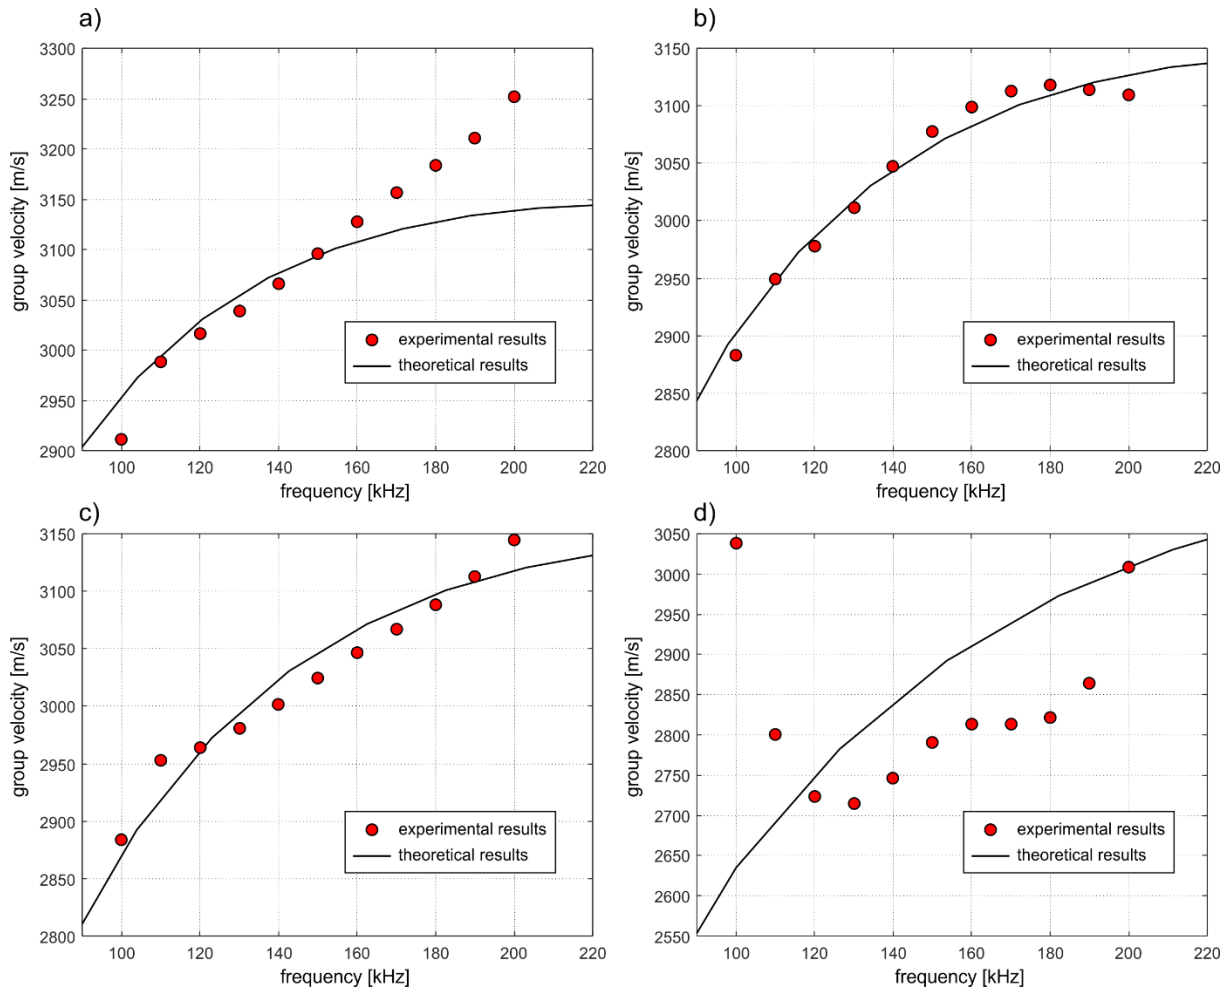 a)
3300
3250
3200
3150
3100
3050
3000
2950
2900
group velocity [m/s]
experimental results
theoretical results
100 120 140 160 180 200 220
frequency [kHz]
b)
3150
3100
3050
3000
2950
2900
2850
2800
group velocity [m/s]
experimental results
theoretical results
100 120 140 160 180 200 220
frequency [kHz]
c)
3150
3100
3050
3000
2950
2900
2850
2800
group velocity [m/s]
experimental results
theoretical results
100 120 140 160 180 200 220
frequency [kHz]
d)
3050
3000
2950
2900
2850
2800
2750
2700
2650
2600
2550
group velocity [m/s]
experimental results
theoretical results
100 120 140 160 180 200 220
frequency [kHz]